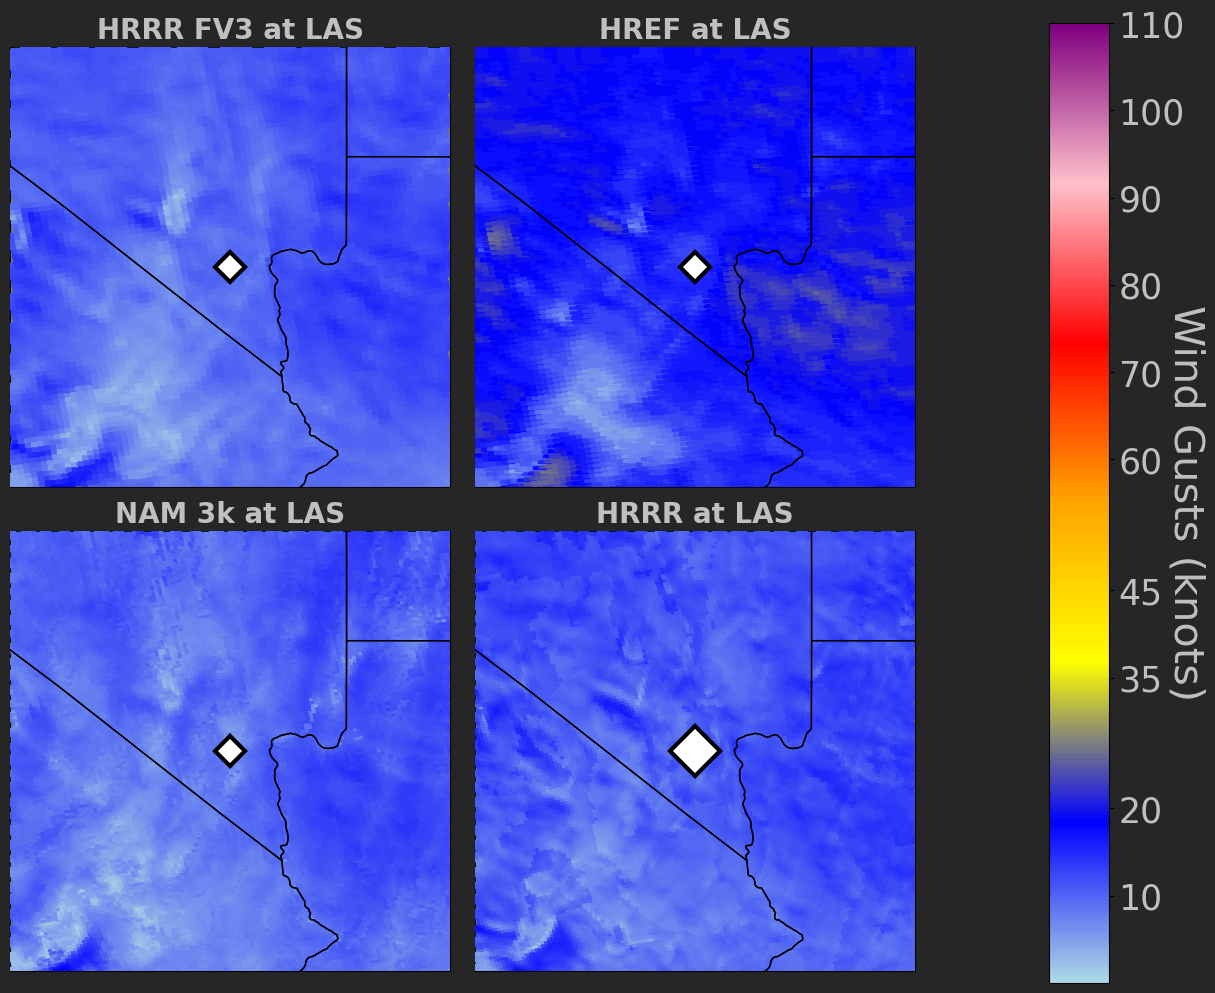 HRRR FV3 at LAS
HREF at LAS
NAM 3k at LAS
HRRR at LAS
110
100
90
80
70
60
45
35
20
10
Wind Gusts (knots)